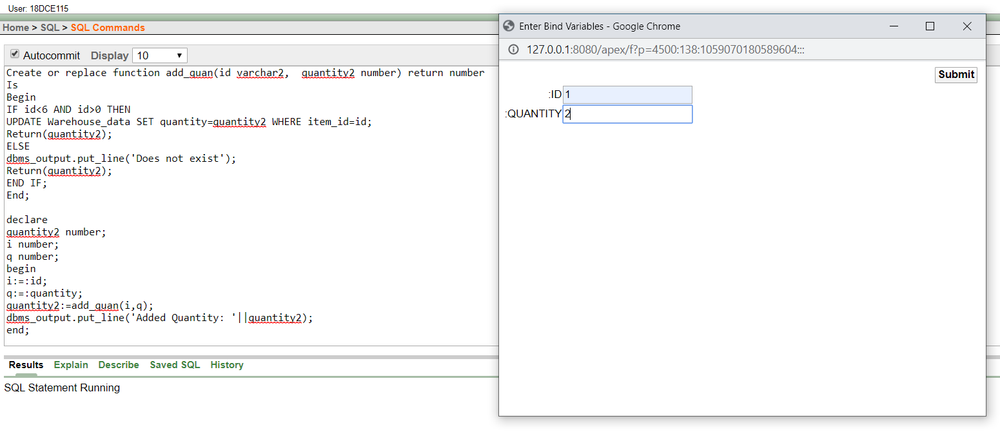 User: 18DCE115
Home > SQL > SQL Commands
Autocommit Display 10
Create or replace function add_quan(id varchar2,  quantity2 number) return number
Is
Begin
IF id<6 AND id>0 THEN
UPDATE Warehouse_data SET quantity=quantity2 WHERE item_id=id;
Return(quantity2);
ELSE
dbms_output.put_line('Does not exist');
Return(quantity2);
END IF;
End;
declare
quantity2 number;
i number;
q number;
begin
i:=:id;
q:=:quantity;
quantity2:=add_quan(i,q);
dbms_output.put_line('Added Quantity: '||quantity2);
end;
Results Explain Describe Saved SQL History
SQL Statement Running
Enter Bind Variables - Google Chrome
127.0.0.1:8080/apex/f?p=4500:138:1059070180589604:::
Submit
:ID 1
:QUANTITY 2